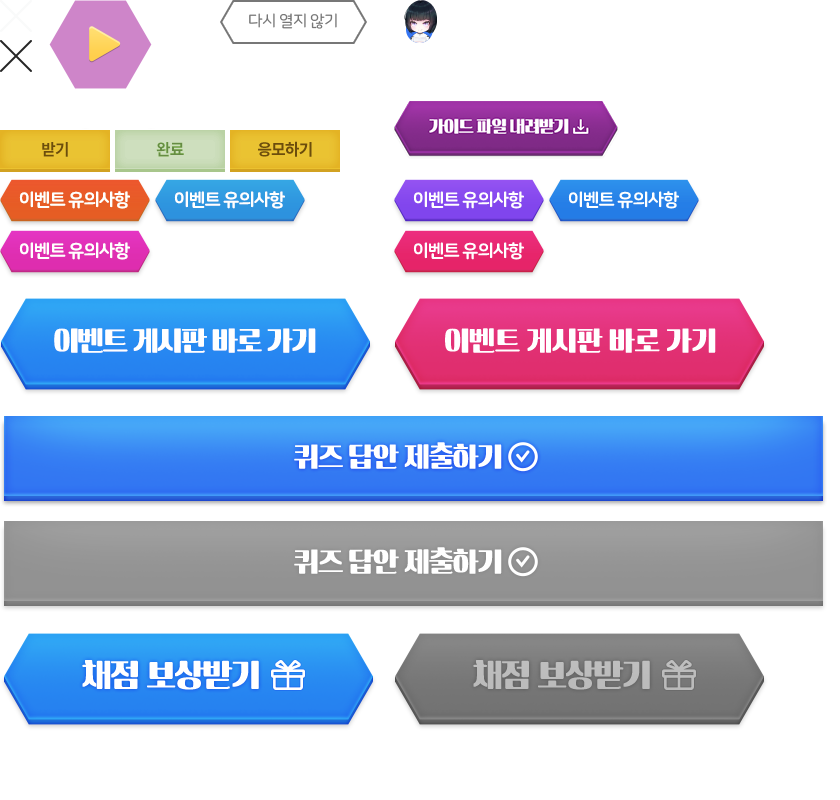 다시 열지 않기
가이드 파일 내려받기
받기
완료
응모하기
이벤트 유의사항
이벤트 유의사항
이벤트 유의사항
이벤트 유의사항
이벤트 유의사항
이벤트 유의사항
이벤트 게시판 바로 가기
이벤트 게시판 바로 가기
퀴즈 답안 제출하기
퀴즈 답안 제출하기
채점 보상받기
채점 보상받기